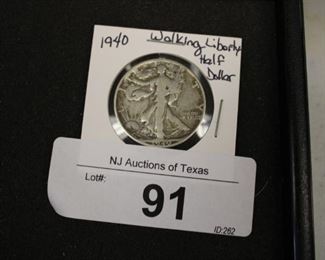 1940 Walking Liberty
Half
Dollar
NJ Auctions of Texas
Lot#:
91
ID:262